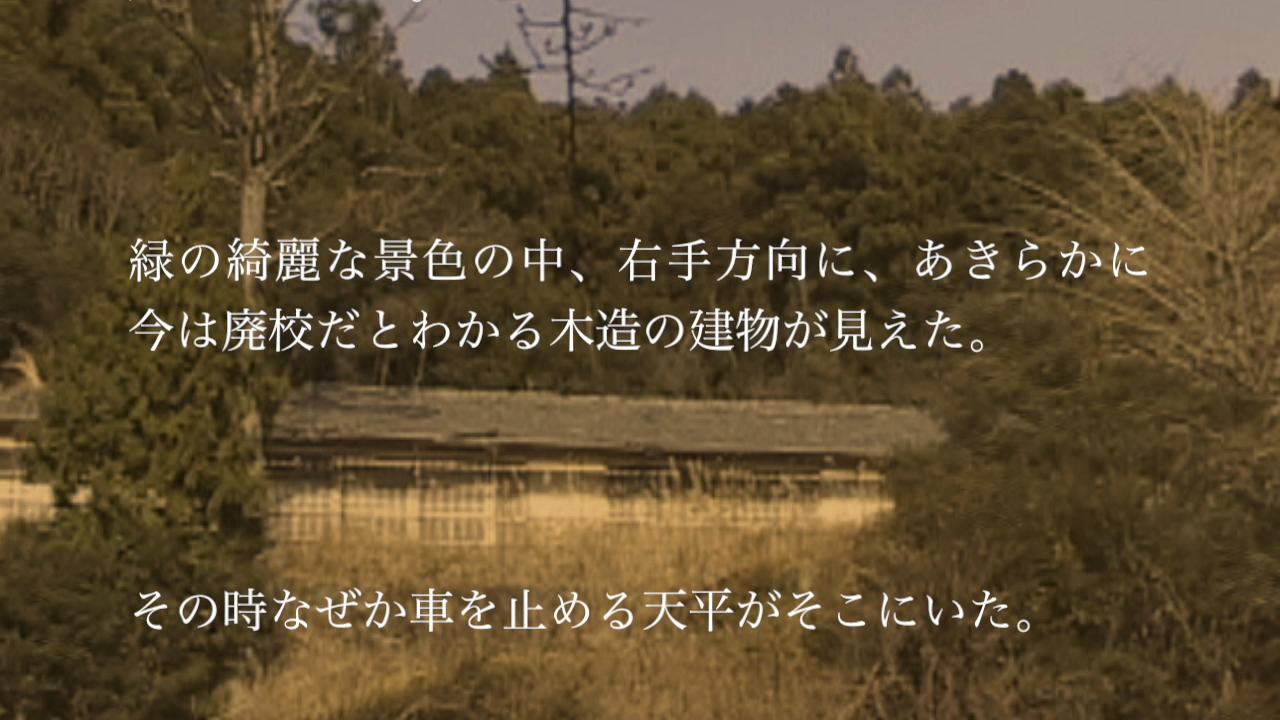 緑の綺麗な景色の中、右手方向に、あきらかに
今は廃校だとわかる木造の建物が見えた。
その時なぜか車を止める天平がそこにいた。